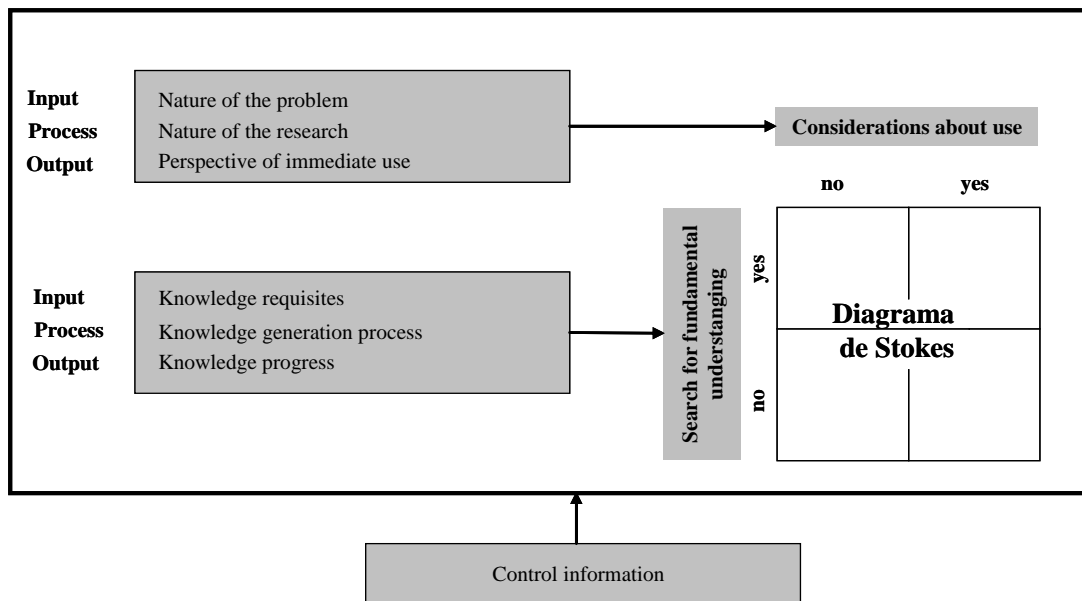 Input
Nature of the problem
Process
Nature of the research
Output
Perspective of immediate use
Considerations about use
no
yes
Input
Knowledge requisites
Process
Knowledge generation process
Output
Knowledge progress
Search for fundamental
understanging
yes
no
Diagrama
de Stokes
Control information